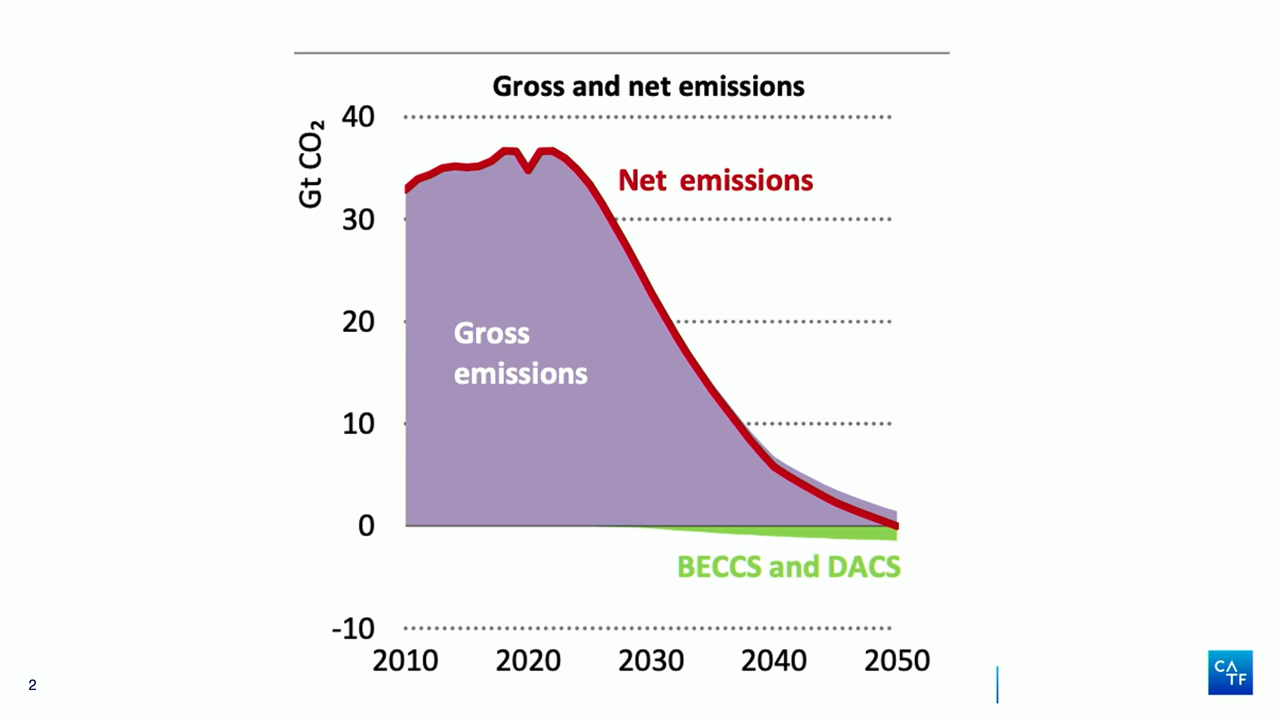 Gross and net emissions
Gt CO₂
40
30
20
10
0
-10
Net emissions
Gross
emissions
BECCS and DACS
2010 2020 2030 2040 2050
2
CA
TF